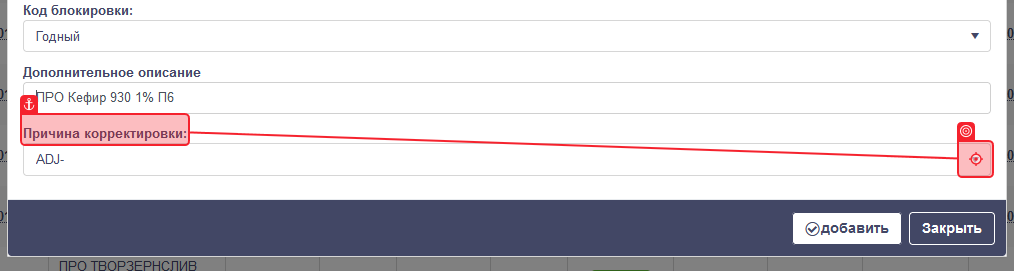 Код блокировки:
Годный
Дополнительное описание
ПРО Кефир 930 1% П6
Причина корректировки:
ADJ-
добавить Закрыть
ПРО ТВОРЗЕРНСЛИВ